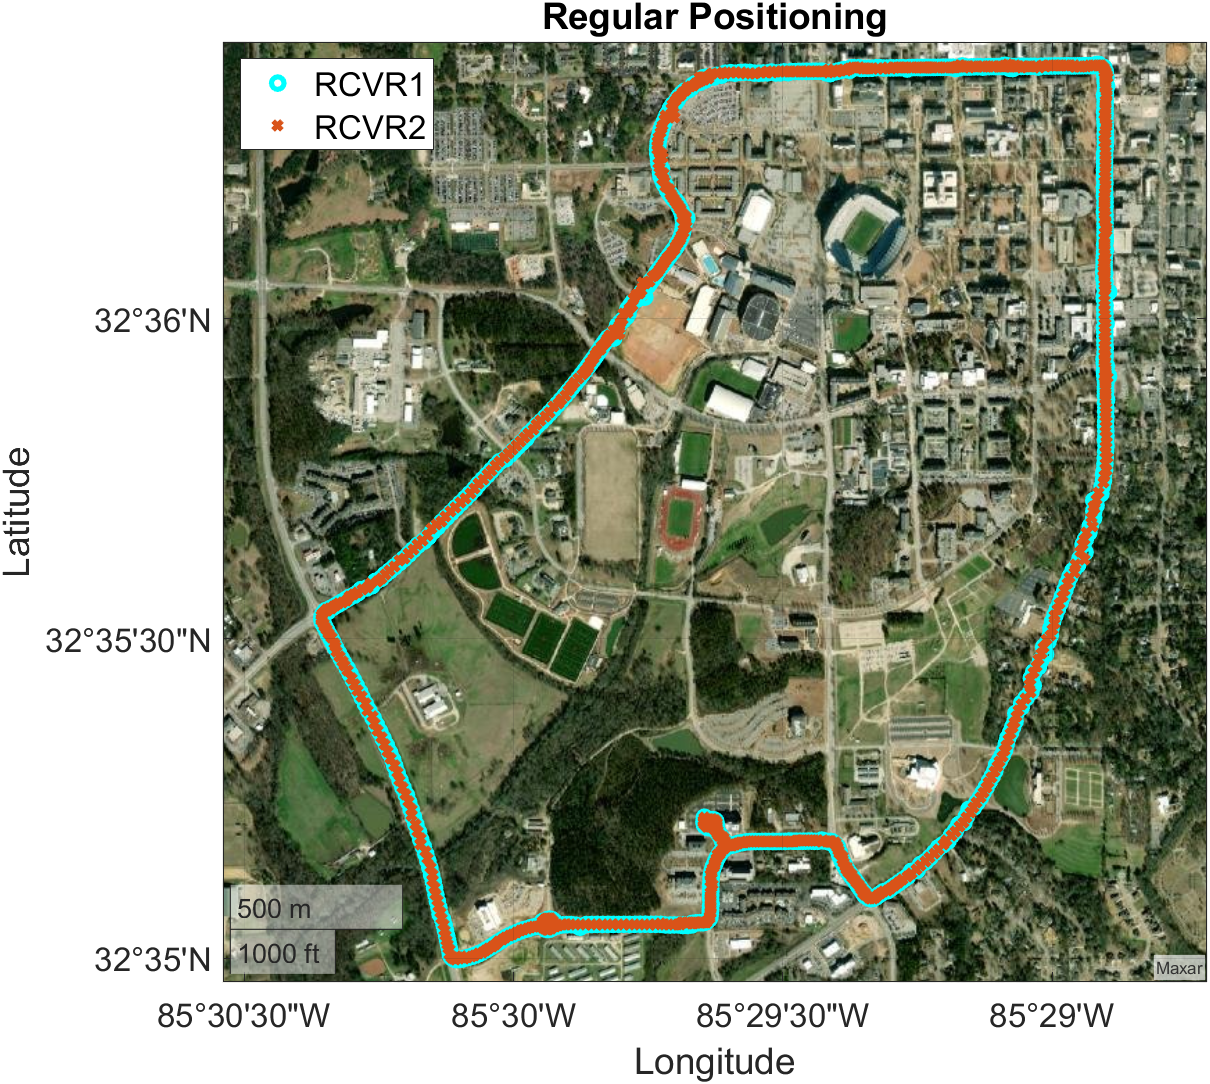 Regular Positioning
RCVR1
RCVR2
32°36'N
32°35'30"N
32°35'N
Latitude
500 m
1000 ft
Maxar
85°30'30"W
85°30'W
85°29'30"W
85°29'W
Longitude